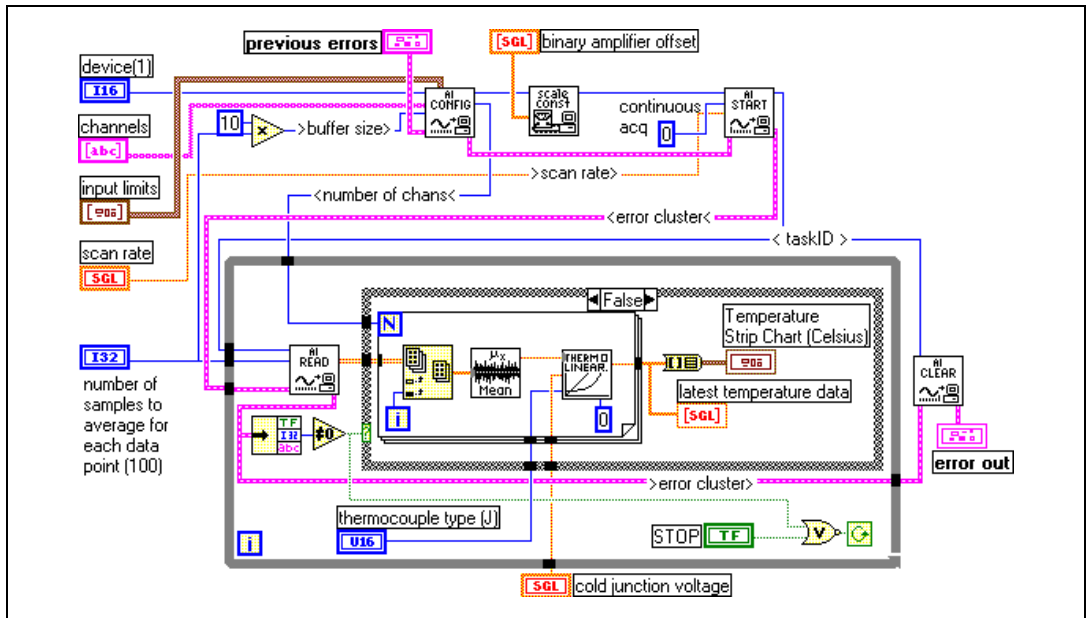 previous errors
[SGL] binary amplifier offset
device(1)
I16
AI CONFIG
scale const
AI START
continuous
acq
0
channels
[abc]
10
x
>buffer size>
>scan rate>
input limits
<number of chans<
<error cluster<
scan rate
SGL
< taskID >
False
N
Temperature
Strip Chart (Celsius)
I32
AI READ
μx
Mean
THERMO
LINEAR.
AI CLEAR
latest temperature data
[SGL]
i
0
number of
samples to
average for
each data
point (100)
TF
I32
abc
≠0
?
error out
>error cluster>
thermocouple type (J)
U16
STOP
TF
V
i
SGL
cold junction voltage